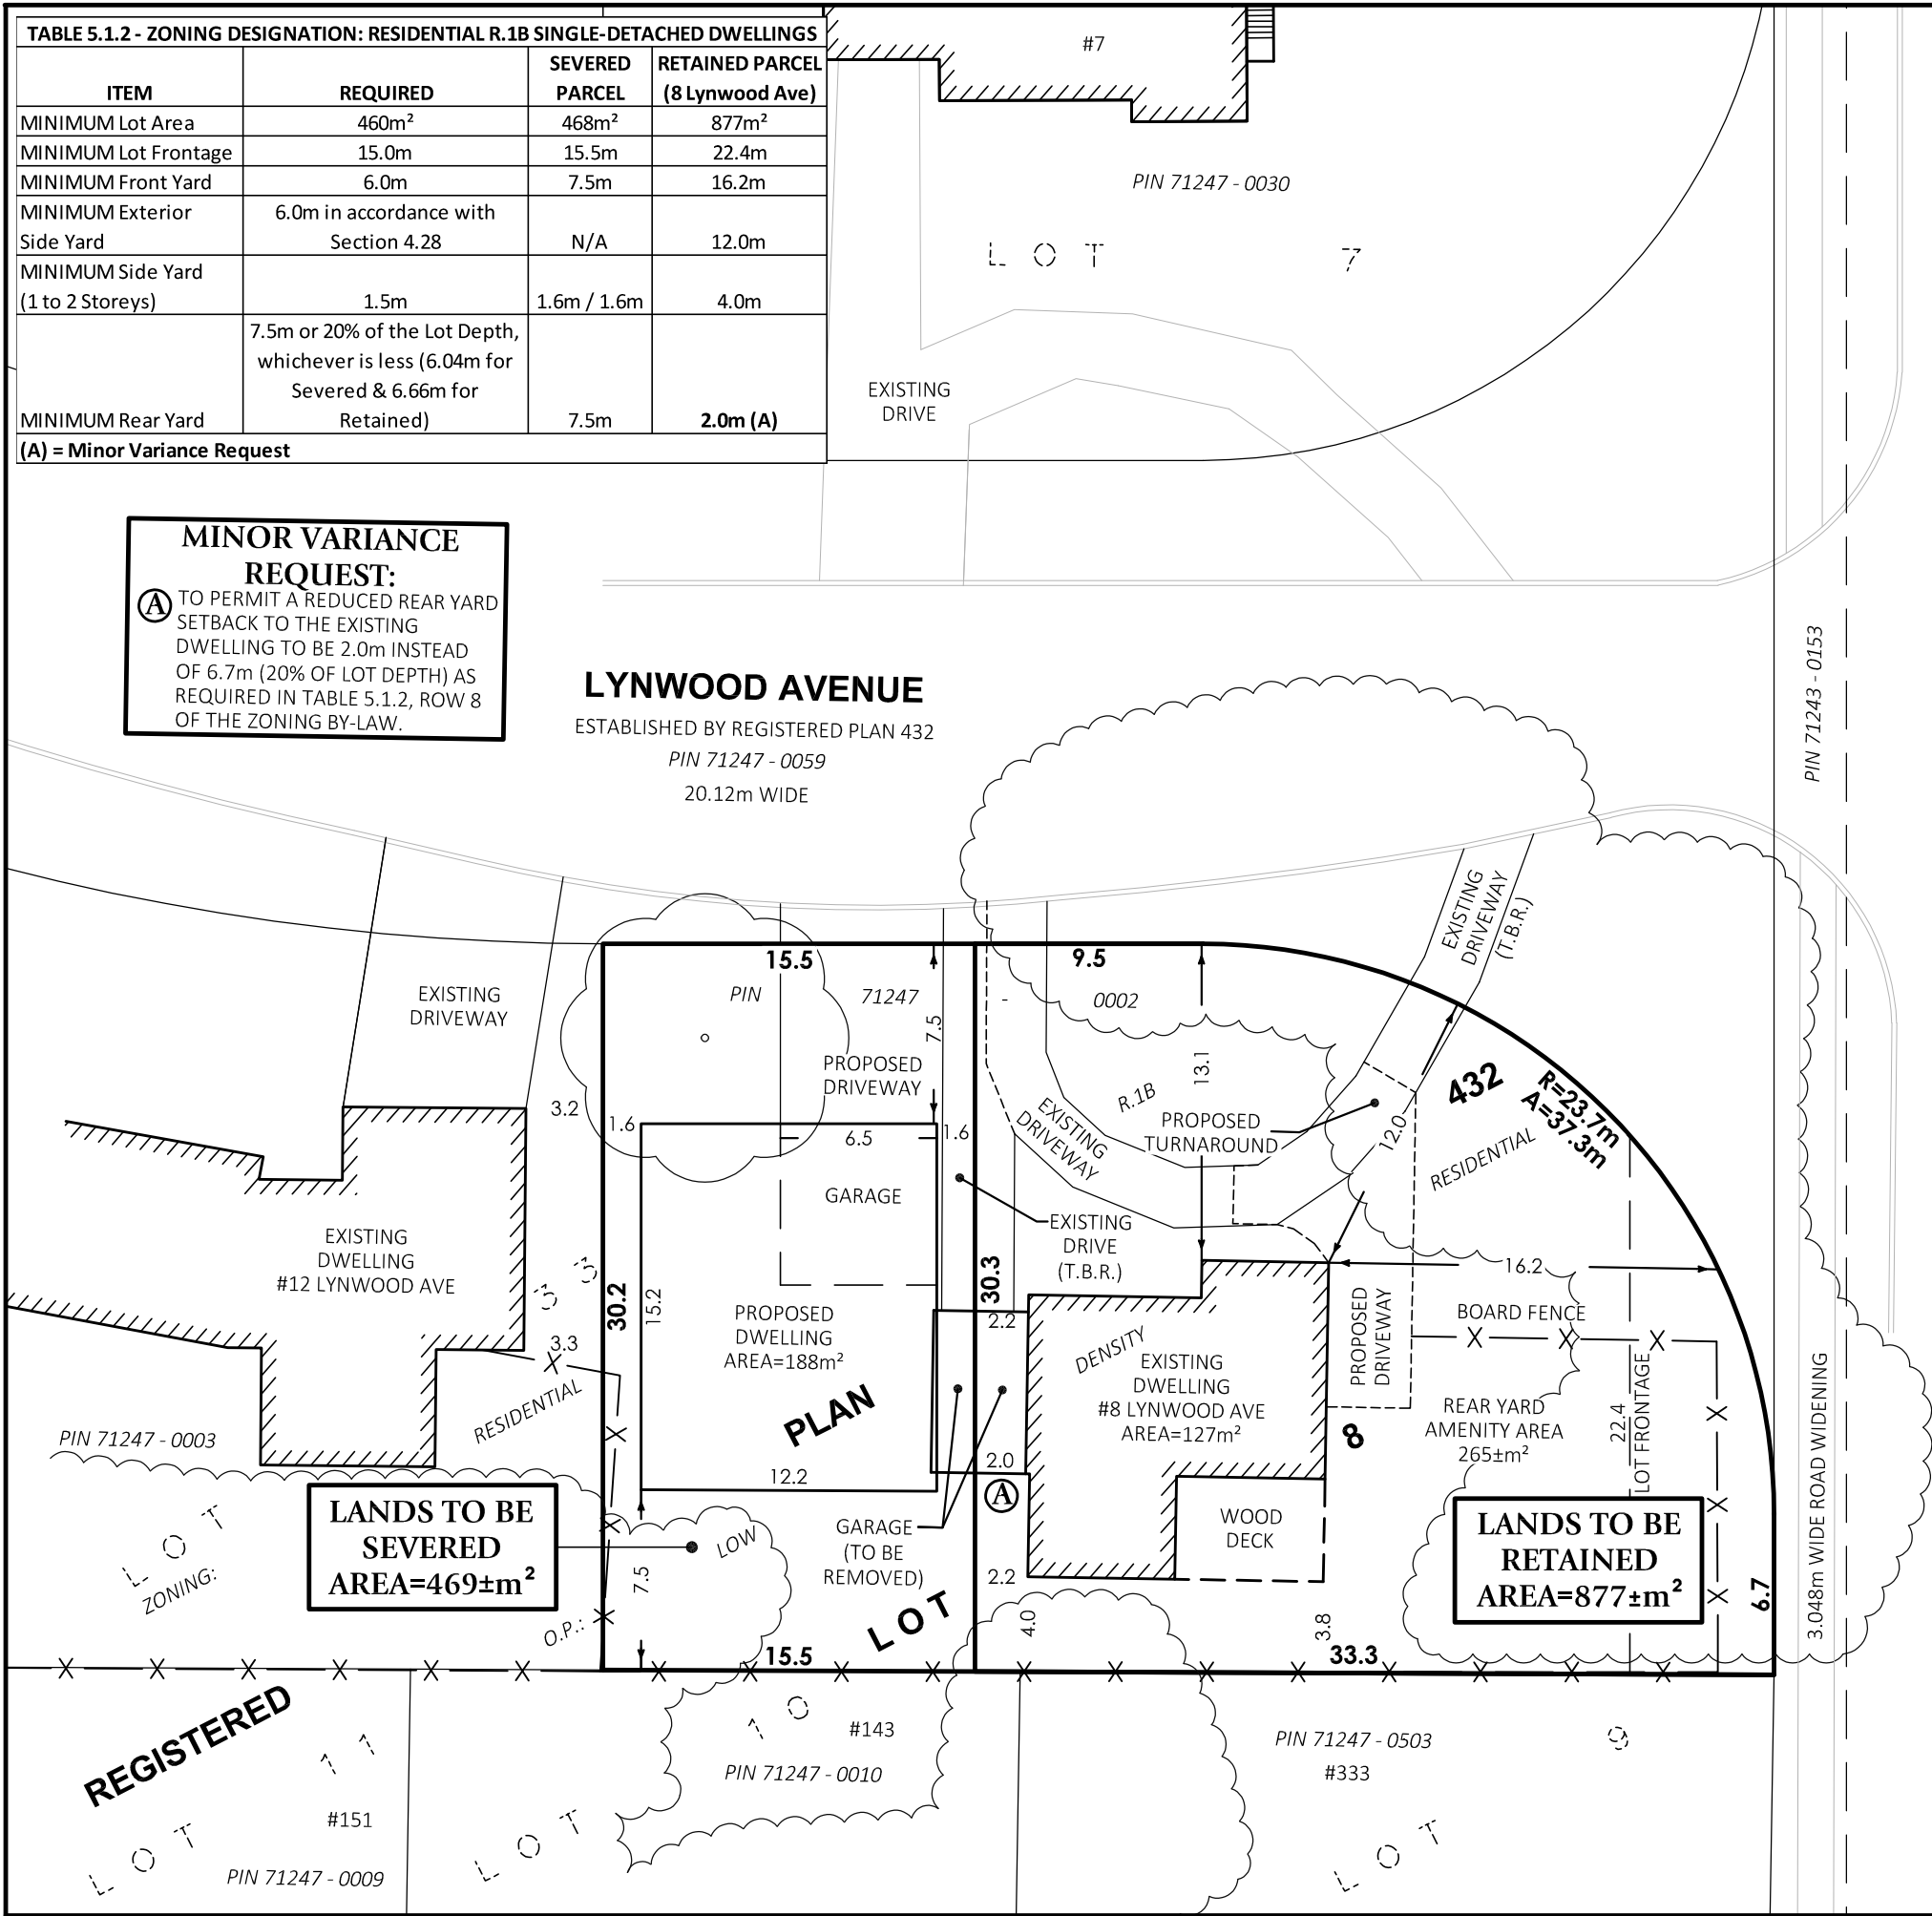 TABLE 5.1.2 - ZONING DESIGNATION: RESIDENTIAL R.1B SINGLE-DETACHED DWELLINGS
ITEM REQUIRED SEVERED PARCEL RETAINED PARCEL (8 Lynwood Ave)
MINIMUM Lot Area 460m² 468m² 877m²
MINIMUM Lot Frontage 15.0m 15.5m 22.4m
MINIMUM Front Yard 6.0m 7.5m 16.2m
MINIMUM Exterior Side Yard 6.0m in accordance with Section 4.28 N/A 12.0m
MINIMUM Side Yard (1 to 2 Storeys) 1.5m 1.6m / 1.6m 4.0m
MINIMUM Rear Yard 7.5m or 20% of the Lot Depth, whichever is less (6.04m for Severed & 6.66m for Retained) 7.5m 2.0m (A)
(A) = Minor Variance Request
#7
PIN 71247 - 0030
LOT 7
EXISTING
DRIVE
MINOR VARIANCE
REQUEST:
A TO PERMIT A REDUCED REAR YARD
SETBACK TO THE EXISTING
DWELLING TO BE 2.0m INSTEAD
OF 6.7m (20% OF LOT DEPTH) AS
REQUIRED IN TABLE 5.1.2, ROW 8
OF THE ZONING BY-LAW.
LYNWOOD AVENUE
ESTABLISHED BY REGISTERED PLAN 432
PIN 71247 - 0059
20.12m WIDE
PIN 71243 - 0153
EXISTING
DRIVEWAY
(T.B.R.)
15.5
9.5
PIN 71247 - 0002
EXISTING
DRIVEWAY
7.5
13.1
PROPOSED
DRIVEWAY
R.1B
432
R=23.7m
A=37.3m
3.2
1.6
6.5
1.6
EXISTING
DRIVEWAY
PROPOSED
TURNAROUND
12.0
RESIDENTIAL
GARAGE
EXISTING
DRIVE
(T.B.R.)
EXISTING
DWELLING
#12 LYNWOOD AVE
33
30.2
15.2
30.3
16.2
PROPOSED
DWELLING
AREA=188m²
2.2
DENSITY
PROPOSED
DRIVEWAY
BOARD FENCE
3.3
RESIDENTIAL
EXISTING
DWELLING
#8 LYNWOOD AVE
AREA=127m²
PLAN
8
REAR YARD
AMENITY AREA
265±m²
22.4
LOT FRONTAGE
3.048m WIDE ROAD WIDENING
PIN 71247 - 0003
12.2
2.0
A
LANDS TO BE
SEVERED
AREA=469±m²
LOW
GARAGE
(TO BE
REMOVED)
WOOD
DECK
LANDS TO BE
RETAINED
AREA=877±m²
LOT
ZONING:
O.P.:
7.5
2.2
4.0
3.8
6.7
LOT
15.5
33.3
REGISTERED
LOT 11
#151
PIN 71247 - 0009
LOT 10
#143
PIN 71247 - 0010
PIN 71247 - 0503
#333
LOT 9